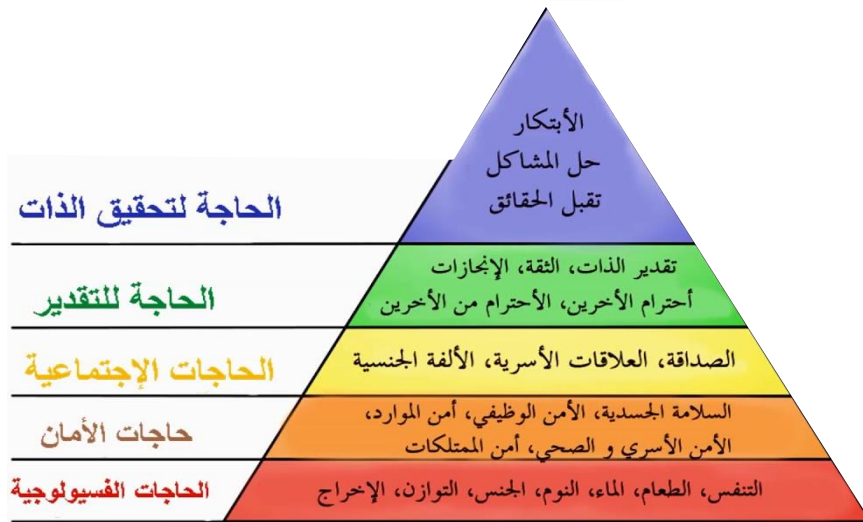 الأبتكار
حل المشاكل
تقبل الحقائق
الحاجة لتحقيق الذات
تقدير الذات، الثقة، الإنجازات
أحترام الأخرين، الأحترام من الأخرين
الحاجة للتقدير
الصداقة، العلاقات الأسرية، الألفة الجنسية
الحاجات الإجتماعية
السلامة الجسدية، الأمن الوظيفي، أمن الموارد،
الأمن الأسري و الصحي، أمن الممتلكات
حاجات الأمان
التنفس، الطعام، الماء، النوم، الجنس، التوازن، الإخراج
الحاجات الفسيولوجية